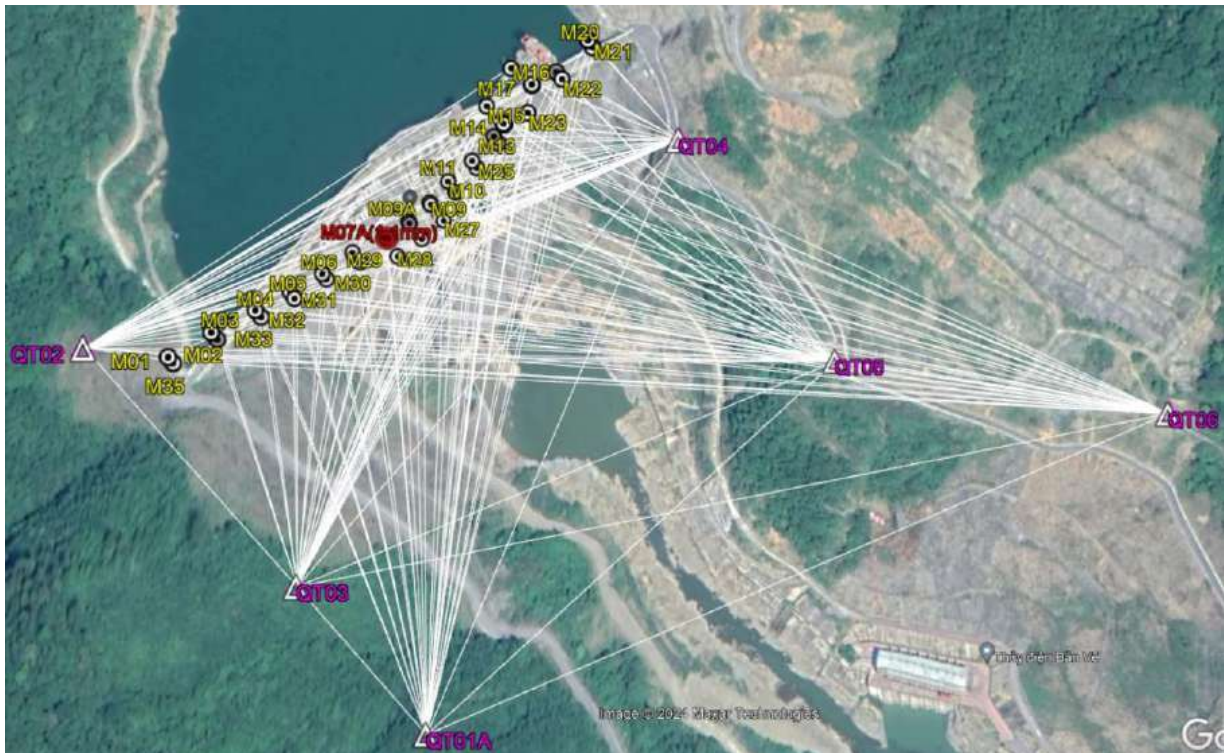 M20
M21
M16
M22
M17
M15
M23
M14
M13
QT04
M25
M11
M10
M09A
M09
M27
M29
M28
M06
M30
M05
M31
M04
M32
M03
M33
QT02
M01
M02
M35
QT05
QT06
QT03
QT01A
Thủy điện Bản Vẽ
Image © 2024 Maxar Technologies